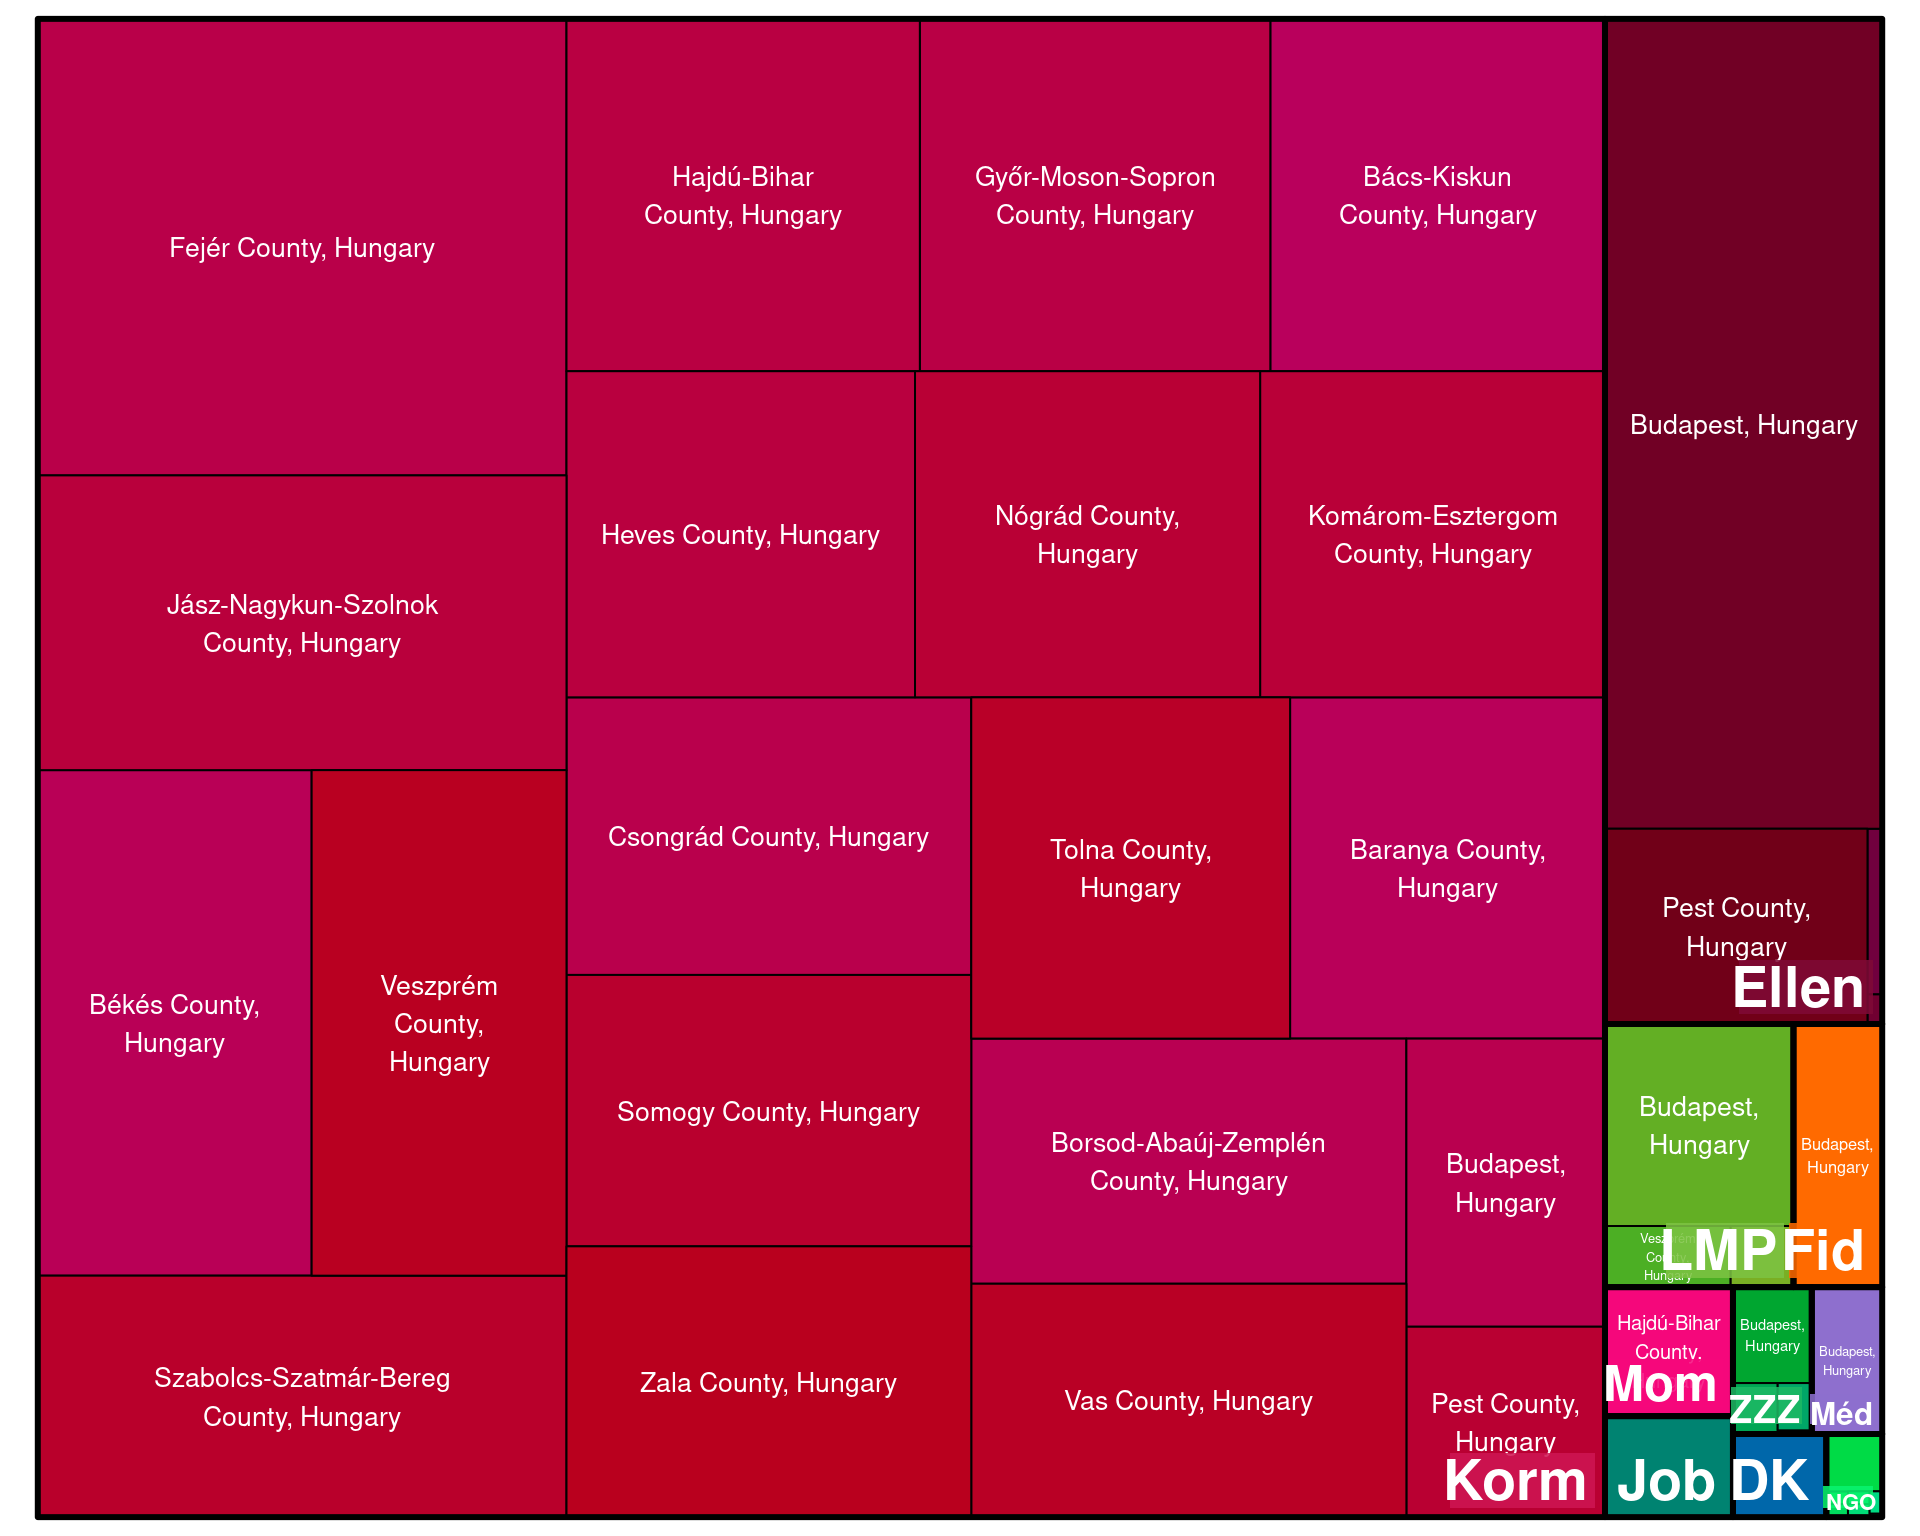 Fejér County, Hungary
Hajdú-Bihar
County, Hungary
Győr-Moson-Sopron
County, Hungary
Bács-Kiskun
County, Hungary
Budapest, Hungary
Jász-Nagykun-Szolnok
County, Hungary
Heves County, Hungary
Nógrád County,
Hungary
Komárom-Esztergom
County, Hungary
Békés County,
Hungary
Veszprém
County,
Hungary
Csongrád County, Hungary
Tolna County,
Hungary
Baranya County,
Hungary
Pest County,
Hungary
Ellen
Somogy County, Hungary
Borsod-Abaúj-Zemplén
County, Hungary
Budapest,
Hungary
Budapest,
Hungary
Budapest,
Hungary
Veszprém
County,
Hungary
LMP
Fid
Szabolcs-Szatmár-Bereg
County, Hungary
Zala County, Hungary
Vas County, Hungary
Pest County,
Hungary
Korm
Hajdú-Bihar
County,
Mom
Budapest,
Hungary
ZZZ
Budapest,
Hungary
Méd
Job
DK
NGO